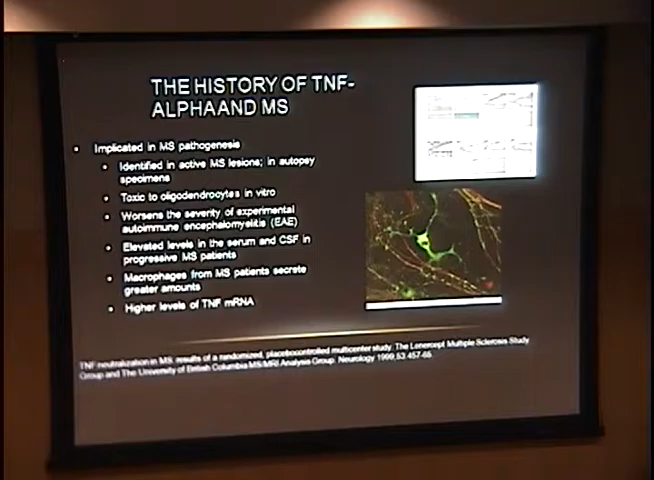 THE HISTORY OF TNF-
ALPHAAND MS
Implicated in MS pathogenesis
Identified in active MS lesions; in autopsy
specimens
Toxic to oligodendrocytes in vitro
Worsens the severity of experimental
autoimmune encephalomyelitis (EAE)
Elevated levels in the serum and CSF in
progressive MS patients
Macrophages from MS patients secrete
greater amounts
Higher levels of TNF mRNA
TNF neutralization in MS: results of a randomized, placebocontrolled multicenter study. The Lenercept Multiple Sclerosis Study
Group and The University of British Columbia MS/MRI Analysis Group. Neurology 1999;53:457-65.